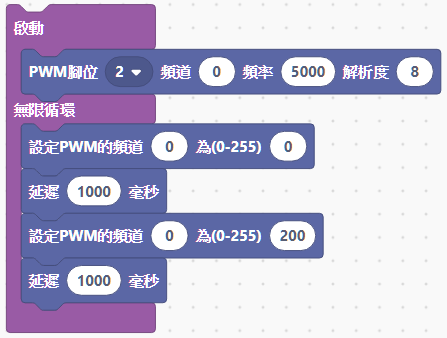 啟動
PWM腳位 2 頻道 0 頻率 5000 解析度 8
無限循環
設定PWM的頻道 0 為(0-255) 0
延遲 1000 毫秒
設定PWM的頻道 0 為(0-255) 200
延遲 1000 毫秒